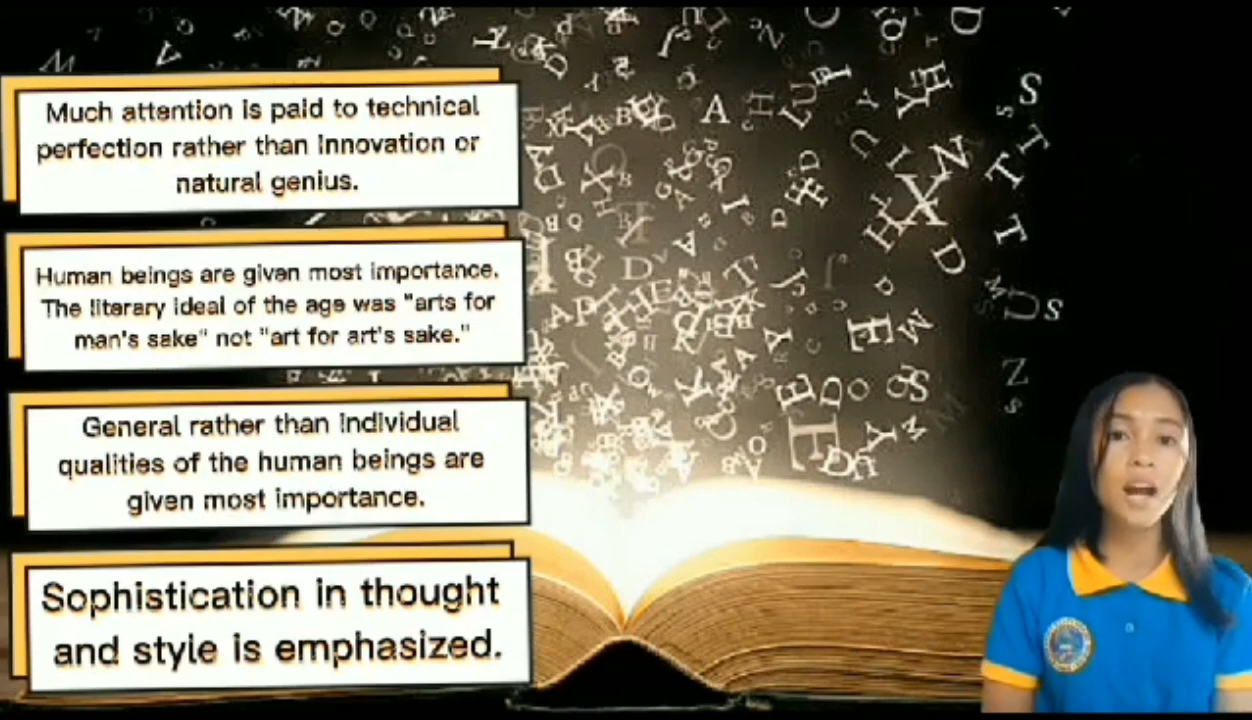 Much attention is paid to technical
perfection rather than innovation or
natural genius.
Human beings are given most importance.
The literary ideal of the age was "arts for
man's sake" not "art for art's sake."
General rather than individual
qualities of the human beings are
given most importance.
Sophistication in thought
and style is emphasized.